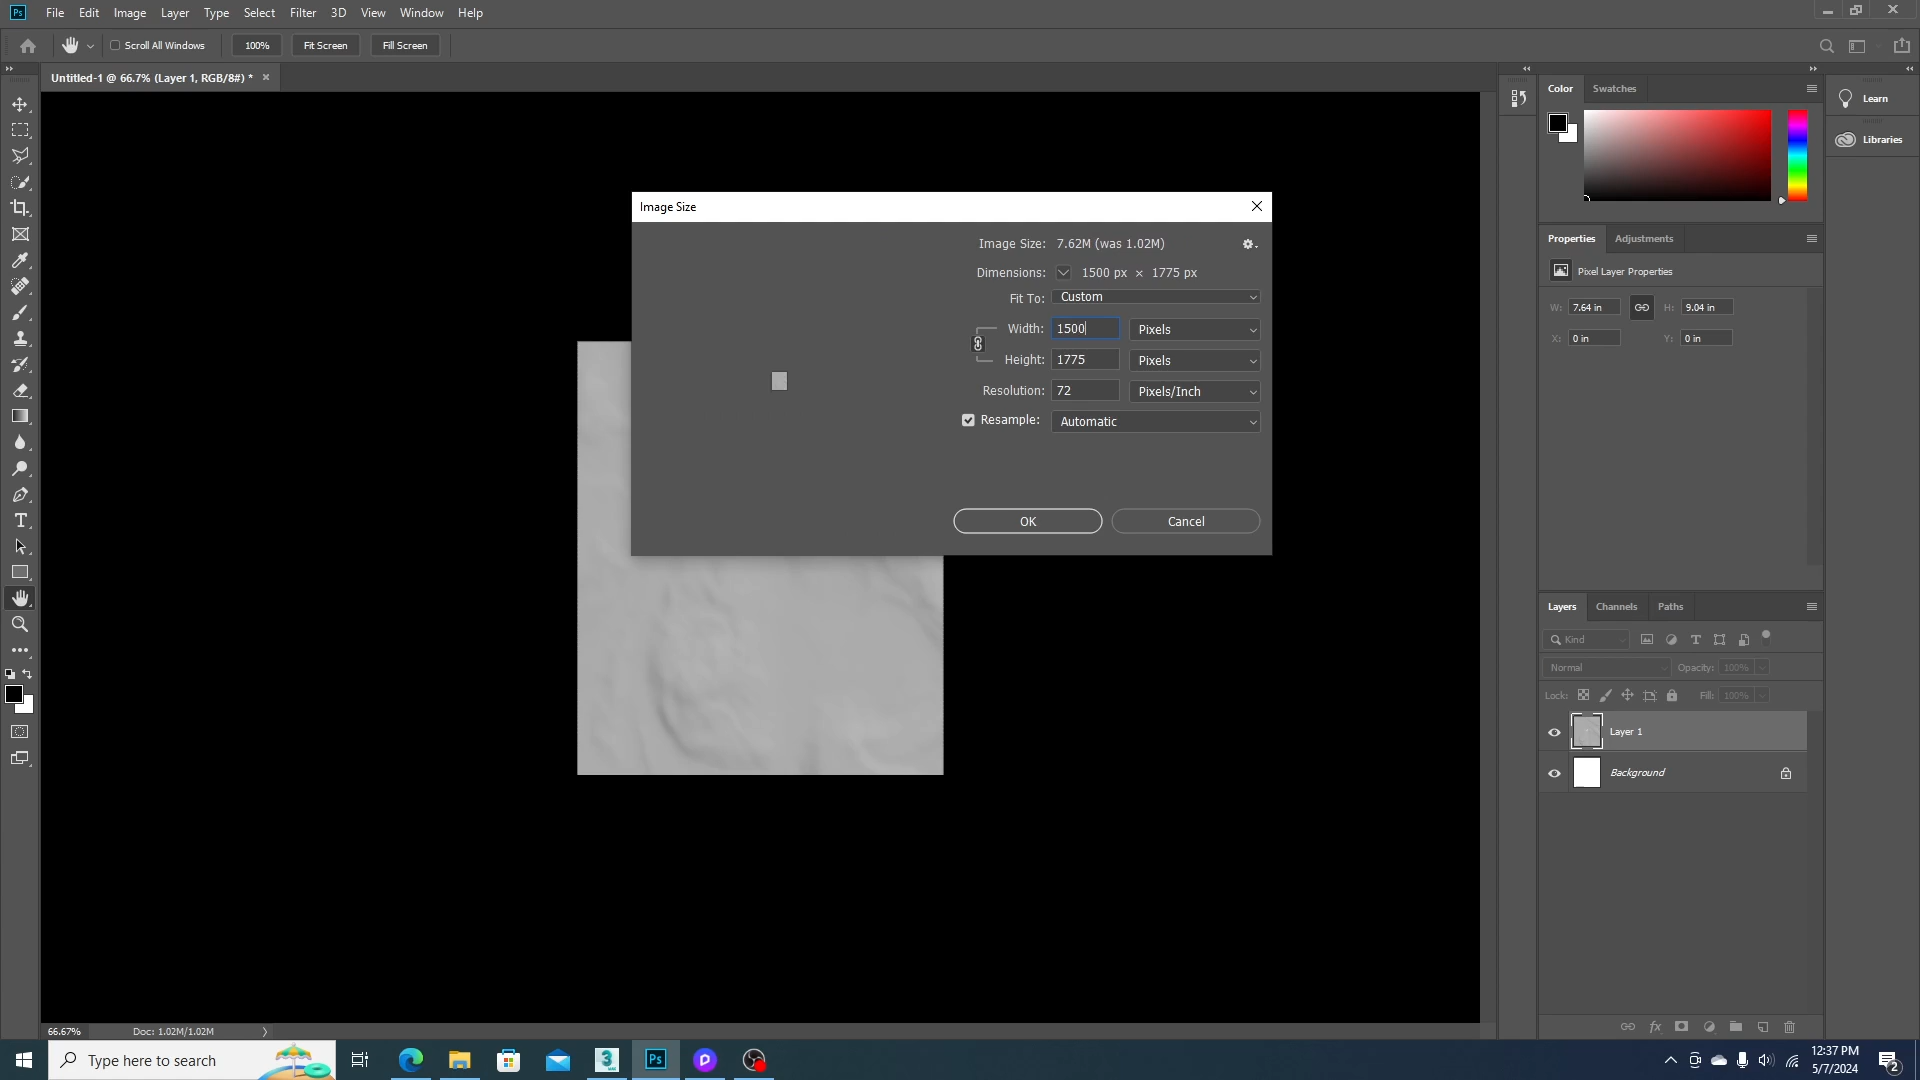 Ps File Edit Image Layer Type Select Filter 3D View Window Help
Scroll All Windows 100% Fit Screen Fill Screen
Untitled-1 @ 66.7% (Layer 1, RGB/8#) * ×
Image Size
Image Size: 7.62M (was 1.02M)
Dimensions: 1500 px × 1775 px
Fit To: Custom
Width: 1500 Pixels
Height: 1775 Pixels
Resolution: 72 Pixels/Inch
Resample: Automatic
OK Cancel
Color Swatches
Learn
Libraries
Properties Adjustments
Pixel Layer Properties
W: 7.64 in H: 9.04 in
X: 0 in Y: 0 in
Layers Channels Paths
Kind
Normal Opacity: 100%
Lock: Fill: 100%
Layer 1
Background
fx
66.67% Doc: 1.02M/1.02M
Type here to search
3
Ps
12:37 PM
5/7/2024
2